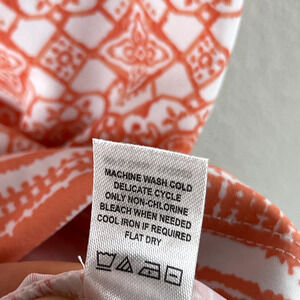 MACHINE WASH COLD
DELICATE CYCLE
ONLY NON-CHLORINE
BLEACH WHEN NEEDED
COOL IRON IF REQUIRED
FLAT DRY